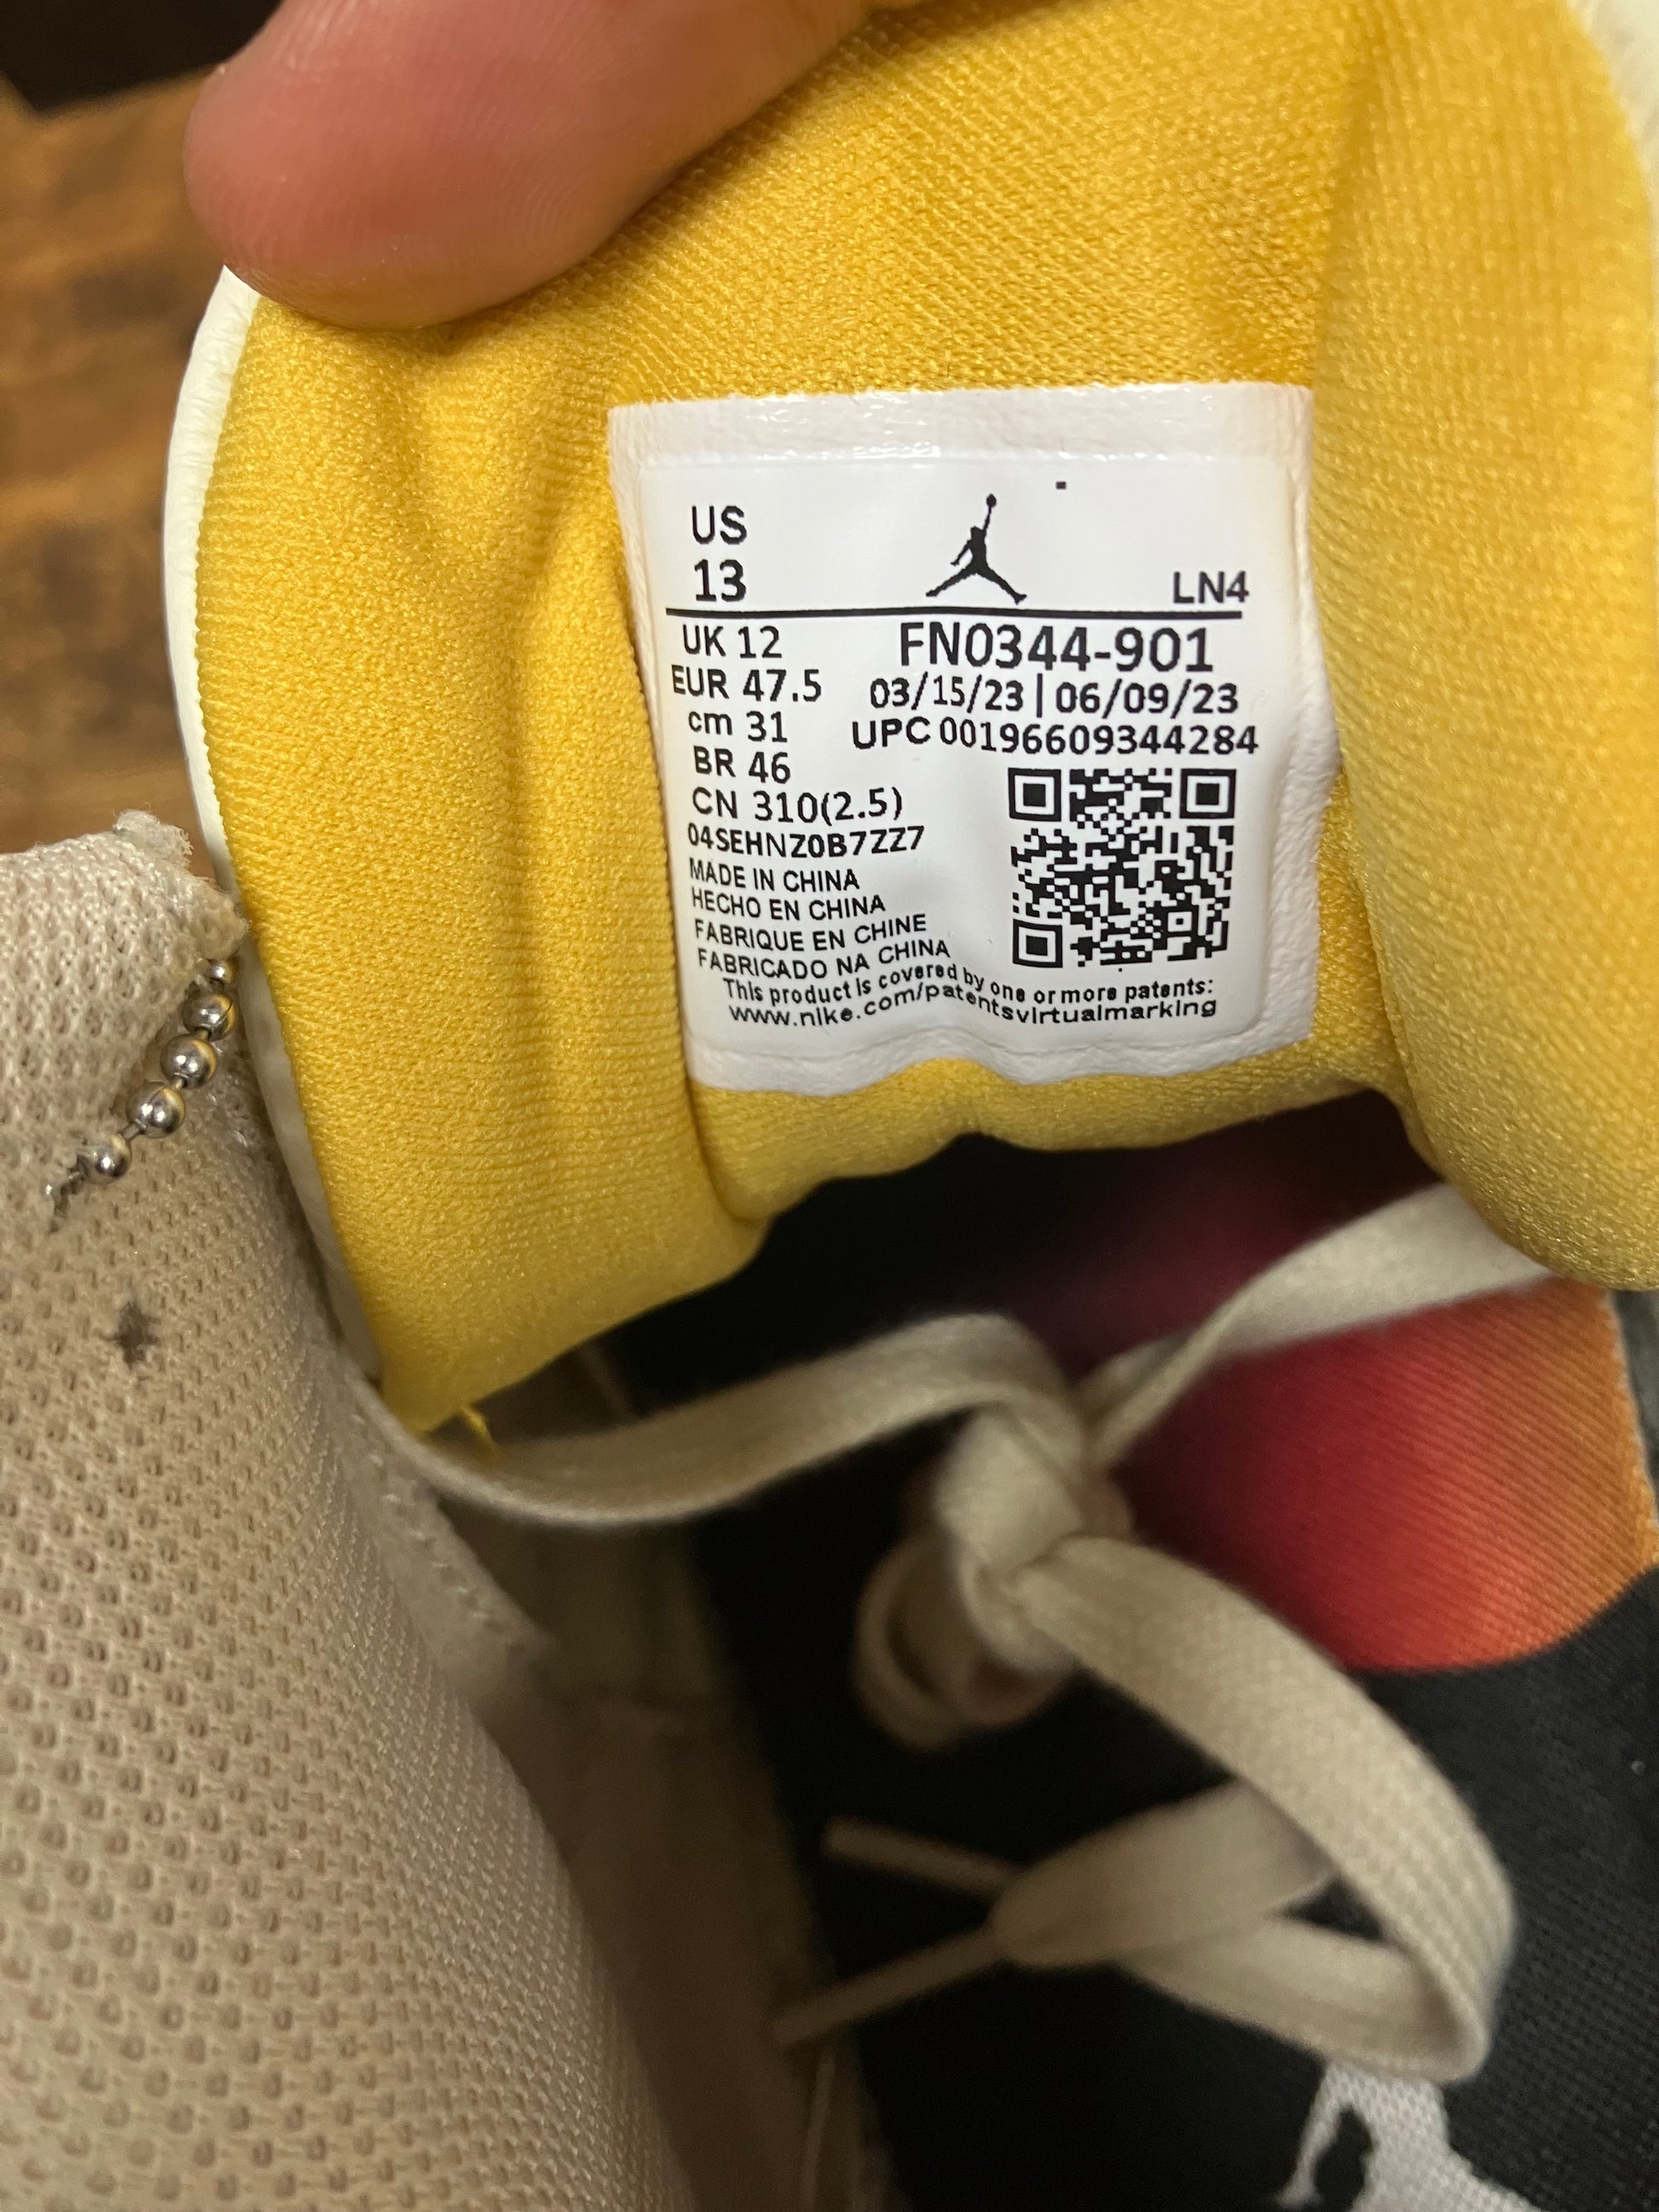 US
13
LN4
UK 12
FN0344-901
EUR 47.5
03/15/23 | 06/09/23
cm 31
UPC 00196609344284
BR 46
CN 310(2.5)
04SEHNZ0B7ZZ7
MADE IN CHINA
HECHO EN CHINA
FABRIQUE EN CHINE
FABRICADO NA CHINA
This product is covered by one or more patents:
www.nike.com/patentsvirtualmarking